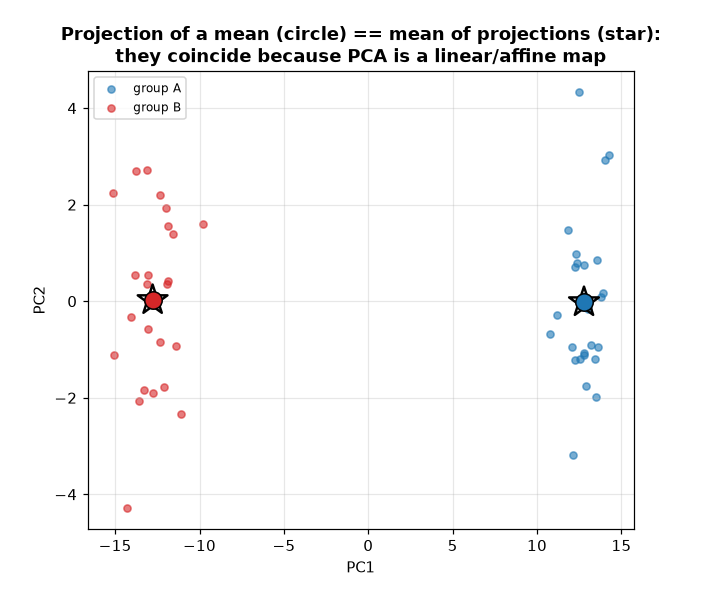 Projection of a mean (circle) == mean of projections (star):
they coincide because PCA is a linear/affine map
group A
group B
4
2
0
−2
−4
PC2
−15
−10
−5
0
5
10
15
PC1